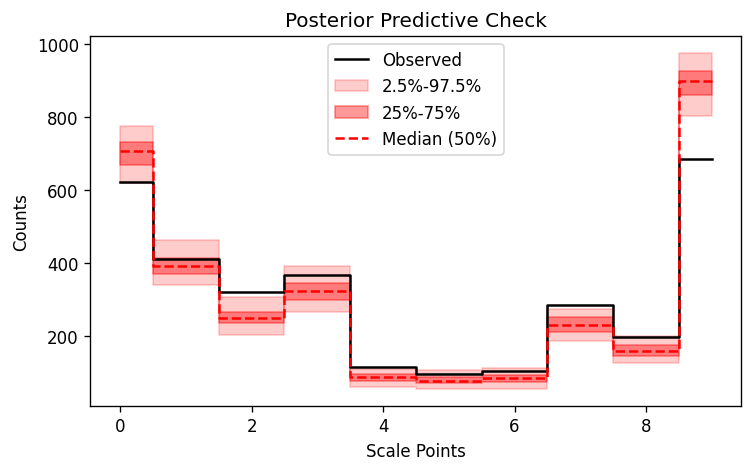 Posterior Predictive Check
Observed
2.5%-97.5%
25%-75%
Median (50%)
Counts
1000
800
600
400
200
0 2 4 6 8
Scale Points